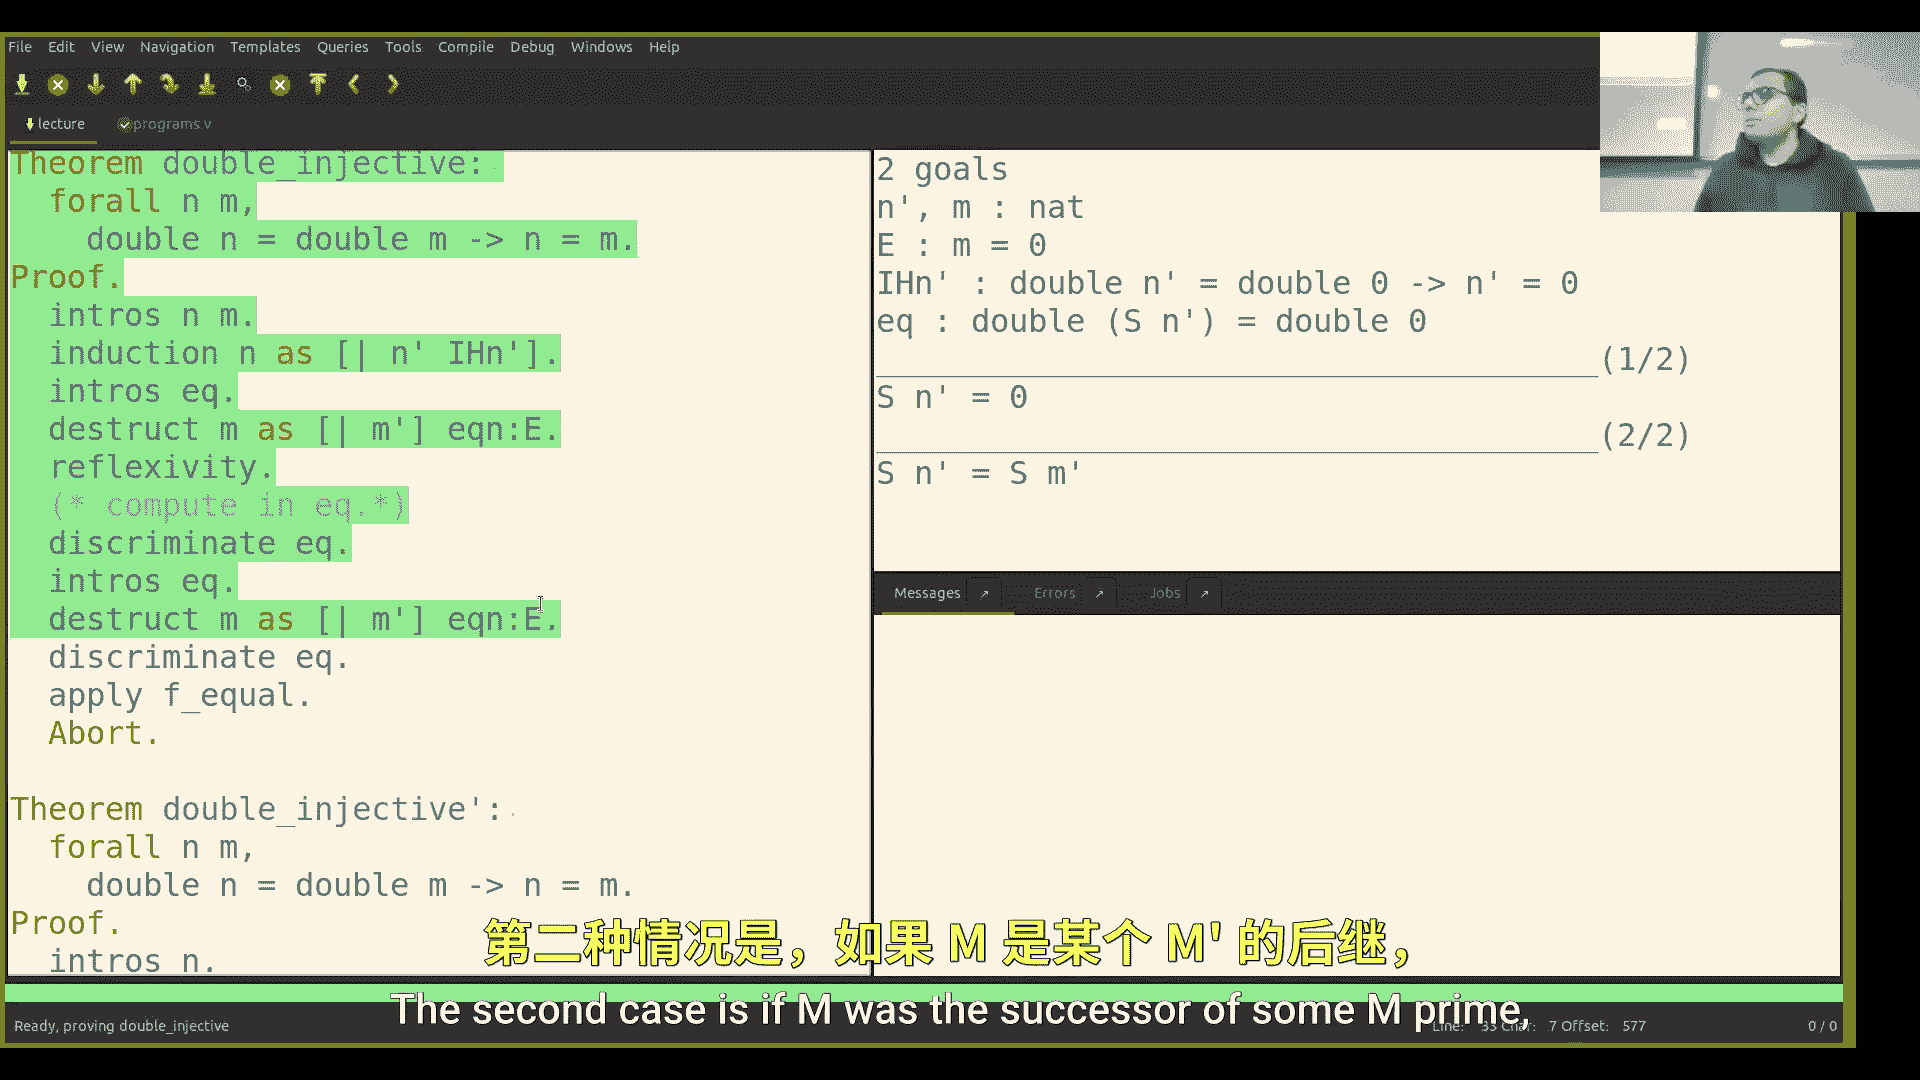 File Edit View Navigation Templates Queries Tools Compile Debug Windows Help
lecture programs.v
Theorem double_injective:
forall n m,
double n = double m -> n = m.
Proof.
intros n m.
induction n as [| n' IHn'].
intros eq.
destruct m as [| m'] eqn:E.
reflexivity.
(* compute in eq.*)
discriminate eq.
intros eq.
destruct m as [| m'] eqn:E.
discriminate eq.
apply f_equal.
Abort.
Theorem double_injective':
forall n m,
double n = double m -> n = m.
Proof.
intros n.
2 goals
n', m : nat
E : m = 0
IHn' : double n' = double 0 -> n' = 0
eq : double (S n') = double 0
(1/2)
S n' = 0
(2/2)
S n' = S m'
Messages Errors Jobs
第二种情况是，如果 M 是某个 M' 的后继，
The second case is if M was the successor of some M prime,
Ready, proving double_injective
Line: 33 Char: 7 Offset: 577
0 / 0